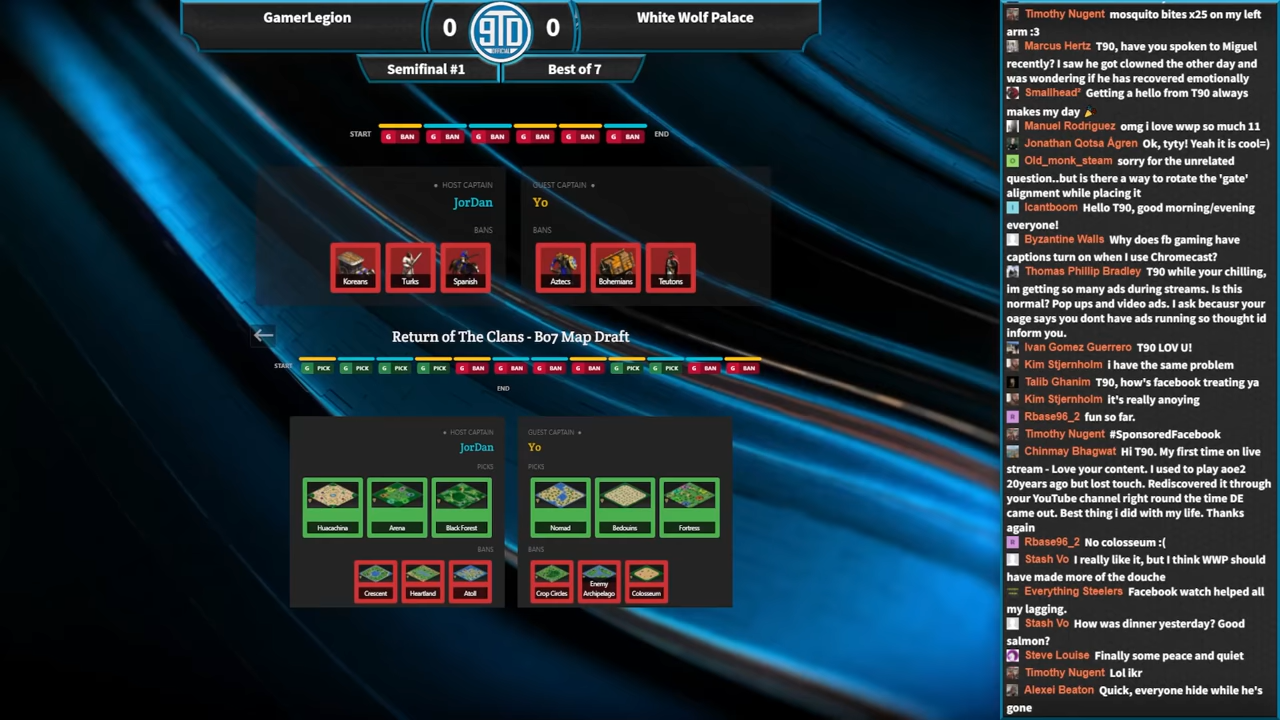 GamerLegion
0
GTD
OFFICIAL
0
White Wolf Palace
Semifinal #1
Best of 7
START
G BAN
G BAN
G BAN
G BAN
G BAN
G BAN
END
HOST CAPTAIN
JorDan
BANS
Koreans
Turks
Spanish
GUEST CAPTAIN
Yo
BANS
Aztecs
Bohemians
Teutons
Return of The Clans - Bo7 Map Draft
START
G PICK
G PICK
G PICK
G PICK
G BAN
G BAN
G BAN
G BAN
G PICK
G PICK
G BAN
G BAN
END
HOST CAPTAIN
JorDan
PICKS
Huacachina
Arena
Black Forest
BANS
Crescent
Heartland
Atoll
GUEST CAPTAIN
Yo
PICKS
Nomad
Bedouins
Fortress
BANS
Crop Circles
Enemy
Archipelago
Colosseum
Timothy Nugent mosquito bites x25 on my left
arm :3
Marcus Hertz T90, have you spoken to Miguel
recently? I saw he got clowned the other day and
was wondering if he has recovered emotionally
Smallhead² Getting a hello from T90 always
makes my day 🎉
Manuel Rodriguez omg i love wwp so much 11
Jonathan Qotsa Ågren Ok, tyty! Yeah it is cool=)
Old_monk_steam sorry for the unrelated
question..but is there a way to rotate the 'gate'
alignment while placing it
Icantboom Hello T90, good morning/evening
everyone!
Byzantine Walls Why does fb gaming have
captions turn on when I use Chromecast?
Thomas Phillip Bradley T90 while your chilling,
im getting so many ads during streams. Is this
normal? Pop ups and video ads. I ask becausr your
oage says you dont have ads running so thought id
inform you.
Ivan Gomez Guerrero T90 LOV U!
Kim Stjernholm i have the same problem
Talib Ghanim T90, how's facebook treating ya
Kim Stjernholm it's really anoying
Rbase96_2 fun so far.
Timothy Nugent #SponsoredFacebook
Chinmay Bhagwat Hi T90. My first time on live
stream - Love your content. I used to play aoe2
20years ago but lost touch. Rediscovered it through
your YouTube channel right round the time DE
came out. Best thing i did with my life. Thanks
again
Rbase96_2 No colosseum :(
Stash Vo I really like it, but I think WWP should
have made more of the douche
Everything Steelers Facebook watch helped all
my lagging.
Stash Vo How was dinner yesterday? Good
salmon?
Steve Louise Finally some peace and quiet
Timothy Nugent Lol ikr
Alexei Beaton Quick, everyone hide while he's
gone